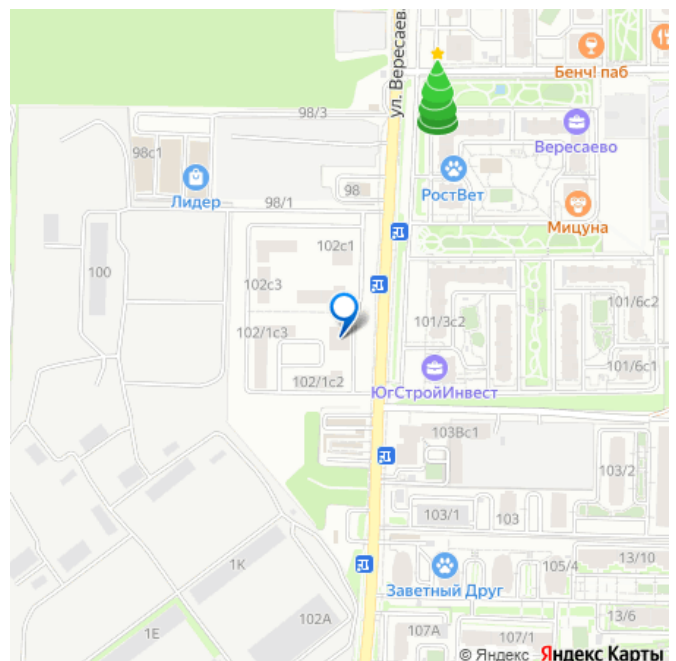 ул. Вересаев
Бенч! паб
98/3
Вересаево
98с1
98
РостВет
Лидер
98/1
Мицуна
102с1
100
102с3
101/6с2
101/3с2
102/1с3
101/6с1
102/1с2
ЮгСтройИнвест
103Вс1
103/2
103/1
103
13/10
1К
105/4
Заветный Друг
102А
13/6
1Е
107А
107/1
© Яндекс Яндекс Карты